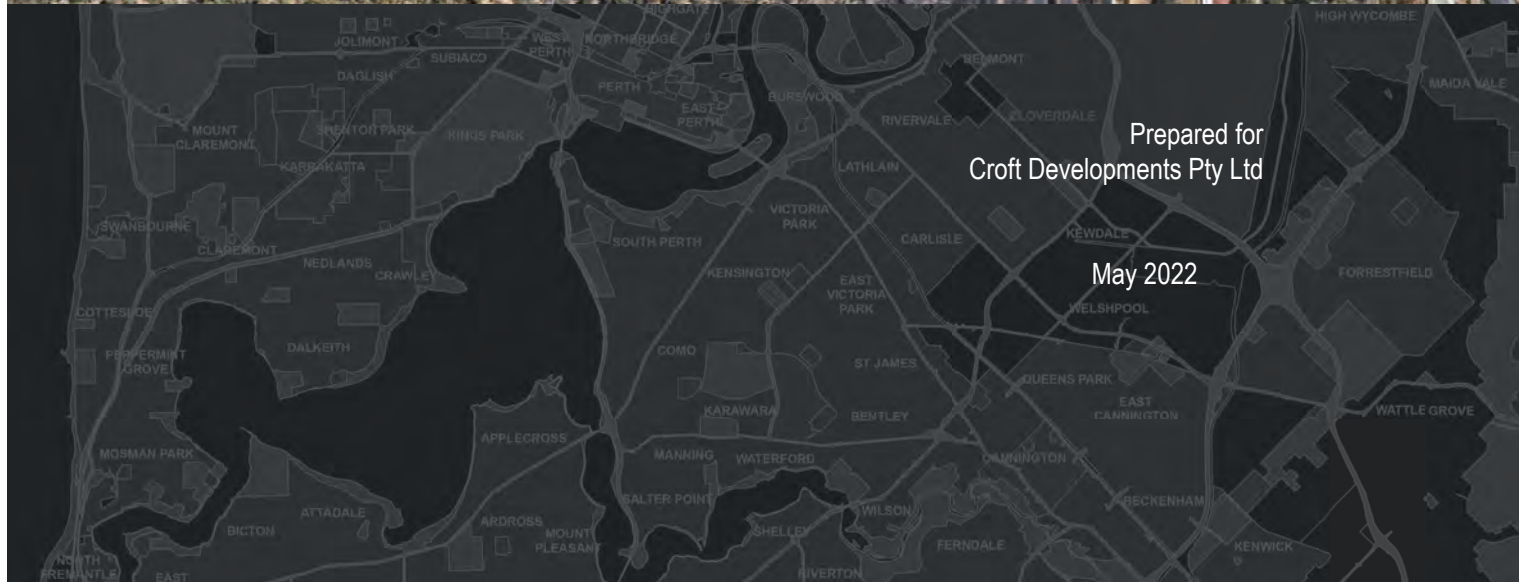 HIGHGATE
HIGH WYCOMBE
JOLIMONT
WEST
PERTH
NORTHBRIDGE
SUBIACO
BELMONT
DAGLISH
MAIDA VALE
PERTH
BURSWOOD
EAST
PERTH
CLOVERDALE
RIVERVALE
MOUNT
CLAREMONT
SHENTON PARK
KINGS PARK
Prepared for
Croft Developments Pty Ltd
KARRAKATTA
LATHLAIN
VICTORIA
PARK
SWANBOURNE
CLAREMONT
SOUTH PERTH
CARLISLE
KEWDALE
NEDLANDS
CRAWLEY
KENSINGTON
EAST
VICTORIA
PARK
May 2022
FORRESTFIELD
COTTESLOE
WELSHPOOL
DALKEITH
PEPPERMINT
GROVE
COMO
ST JAMES
QUEENS PARK
EAST
CANNINGTON
KARAWARA
BENTLEY
WATTLE GROVE
APPLECROSS
MOSMAN PARK
MANNING
WATERFORD
CANNINGTON
SALTER POINT
BECKENHAM
ATTADALE
BICTON
ARDROSS
MOUNT
PLEASANT
SHELLEY
WILSON
FERNDALE
KENWICK
NORTH
FREMANTLE
EAST
RIVERTON